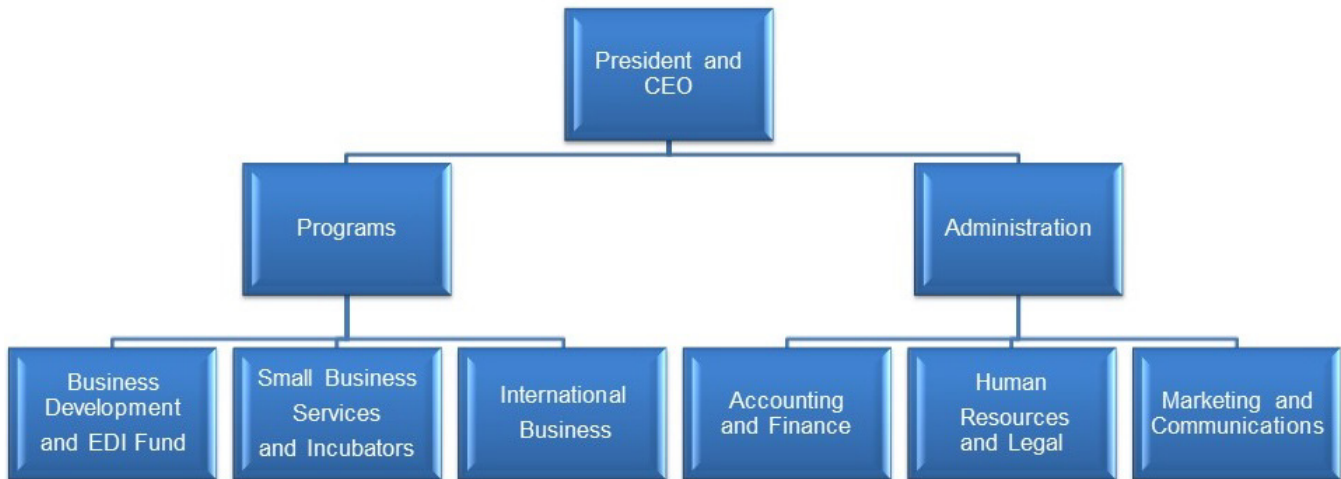 President and
CEO
Programs
Administration
Business
Development
and EDI Fund
Small Business
Services
and Incubators
International
Business
Accounting
and Finance
Human
Resources
and Legal
Marketing and
Communications